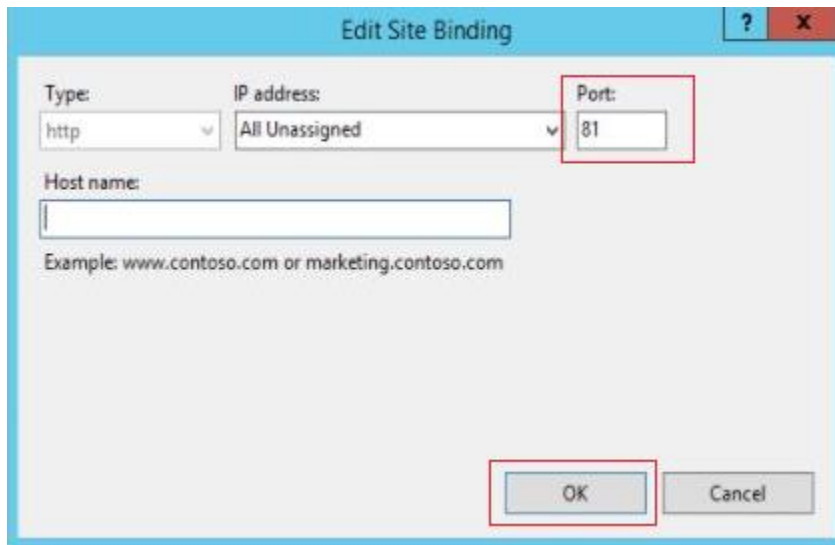 Edit Site Binding
?
x
Type:
IP address:
Port:
http
All Unassigned
81
Host name:
Example: www.contoso.com or marketing.contoso.com
OK
Cancel